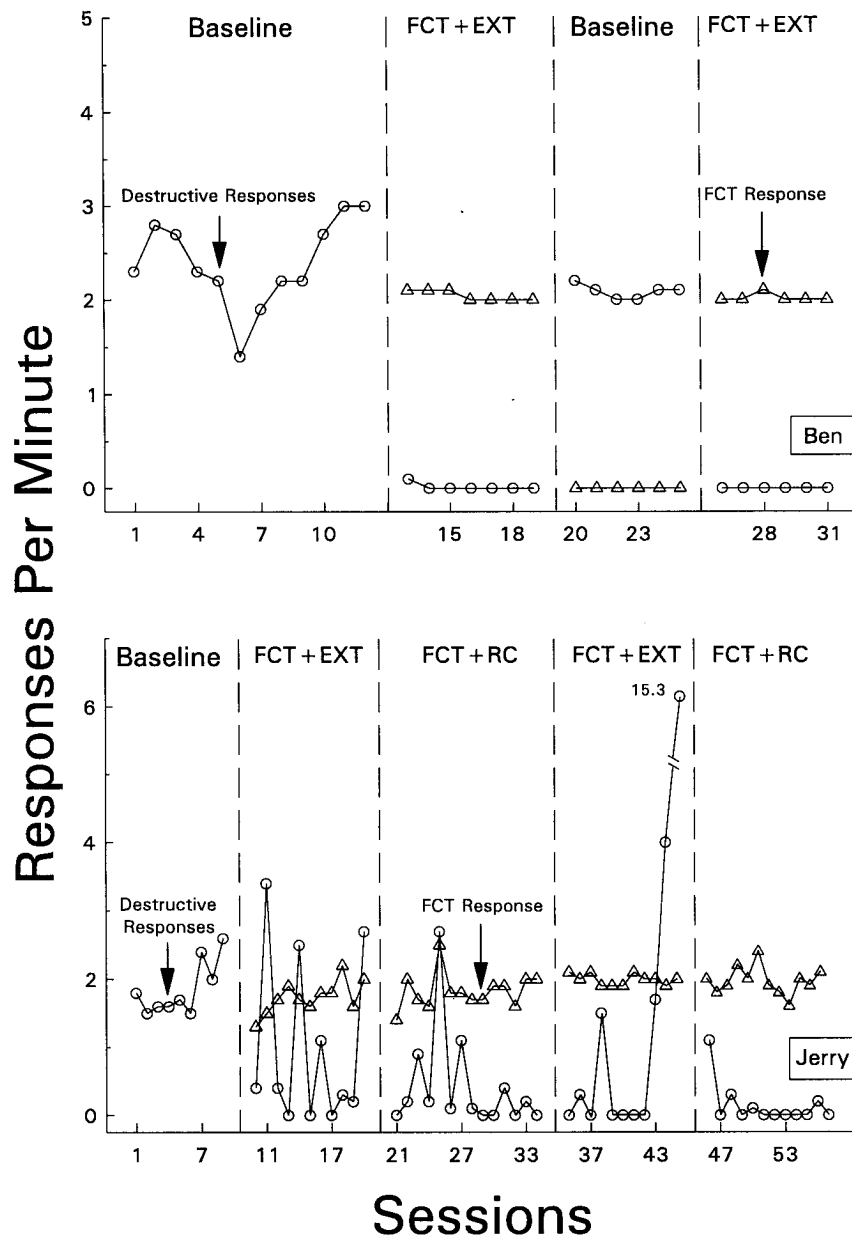 Responses Per Minute
Baseline FCT + EXT Baseline FCT + EXT
5
4
3
2
1
0
Destructive Responses
FCT Response
Ben
1 4 7 10 15 18 20 23 28 31
Baseline FCT + EXT FCT + RC FCT + EXT FCT + RC
6
4
2
0
15.3
Destructive
Responses
FCT Response
Jerry
1 7 11 17 21 27 33 37 43 47 53
Sessions